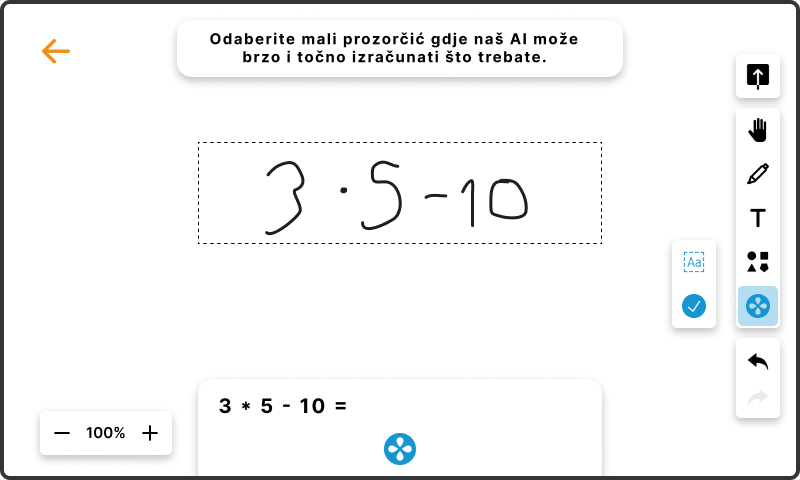 Odaberite mali prozorčić gdje naš AI može
brzo i točno izračunati što trebate.
3 · 5 - 10
T
Aa
3 * 5 - 10 =
100%